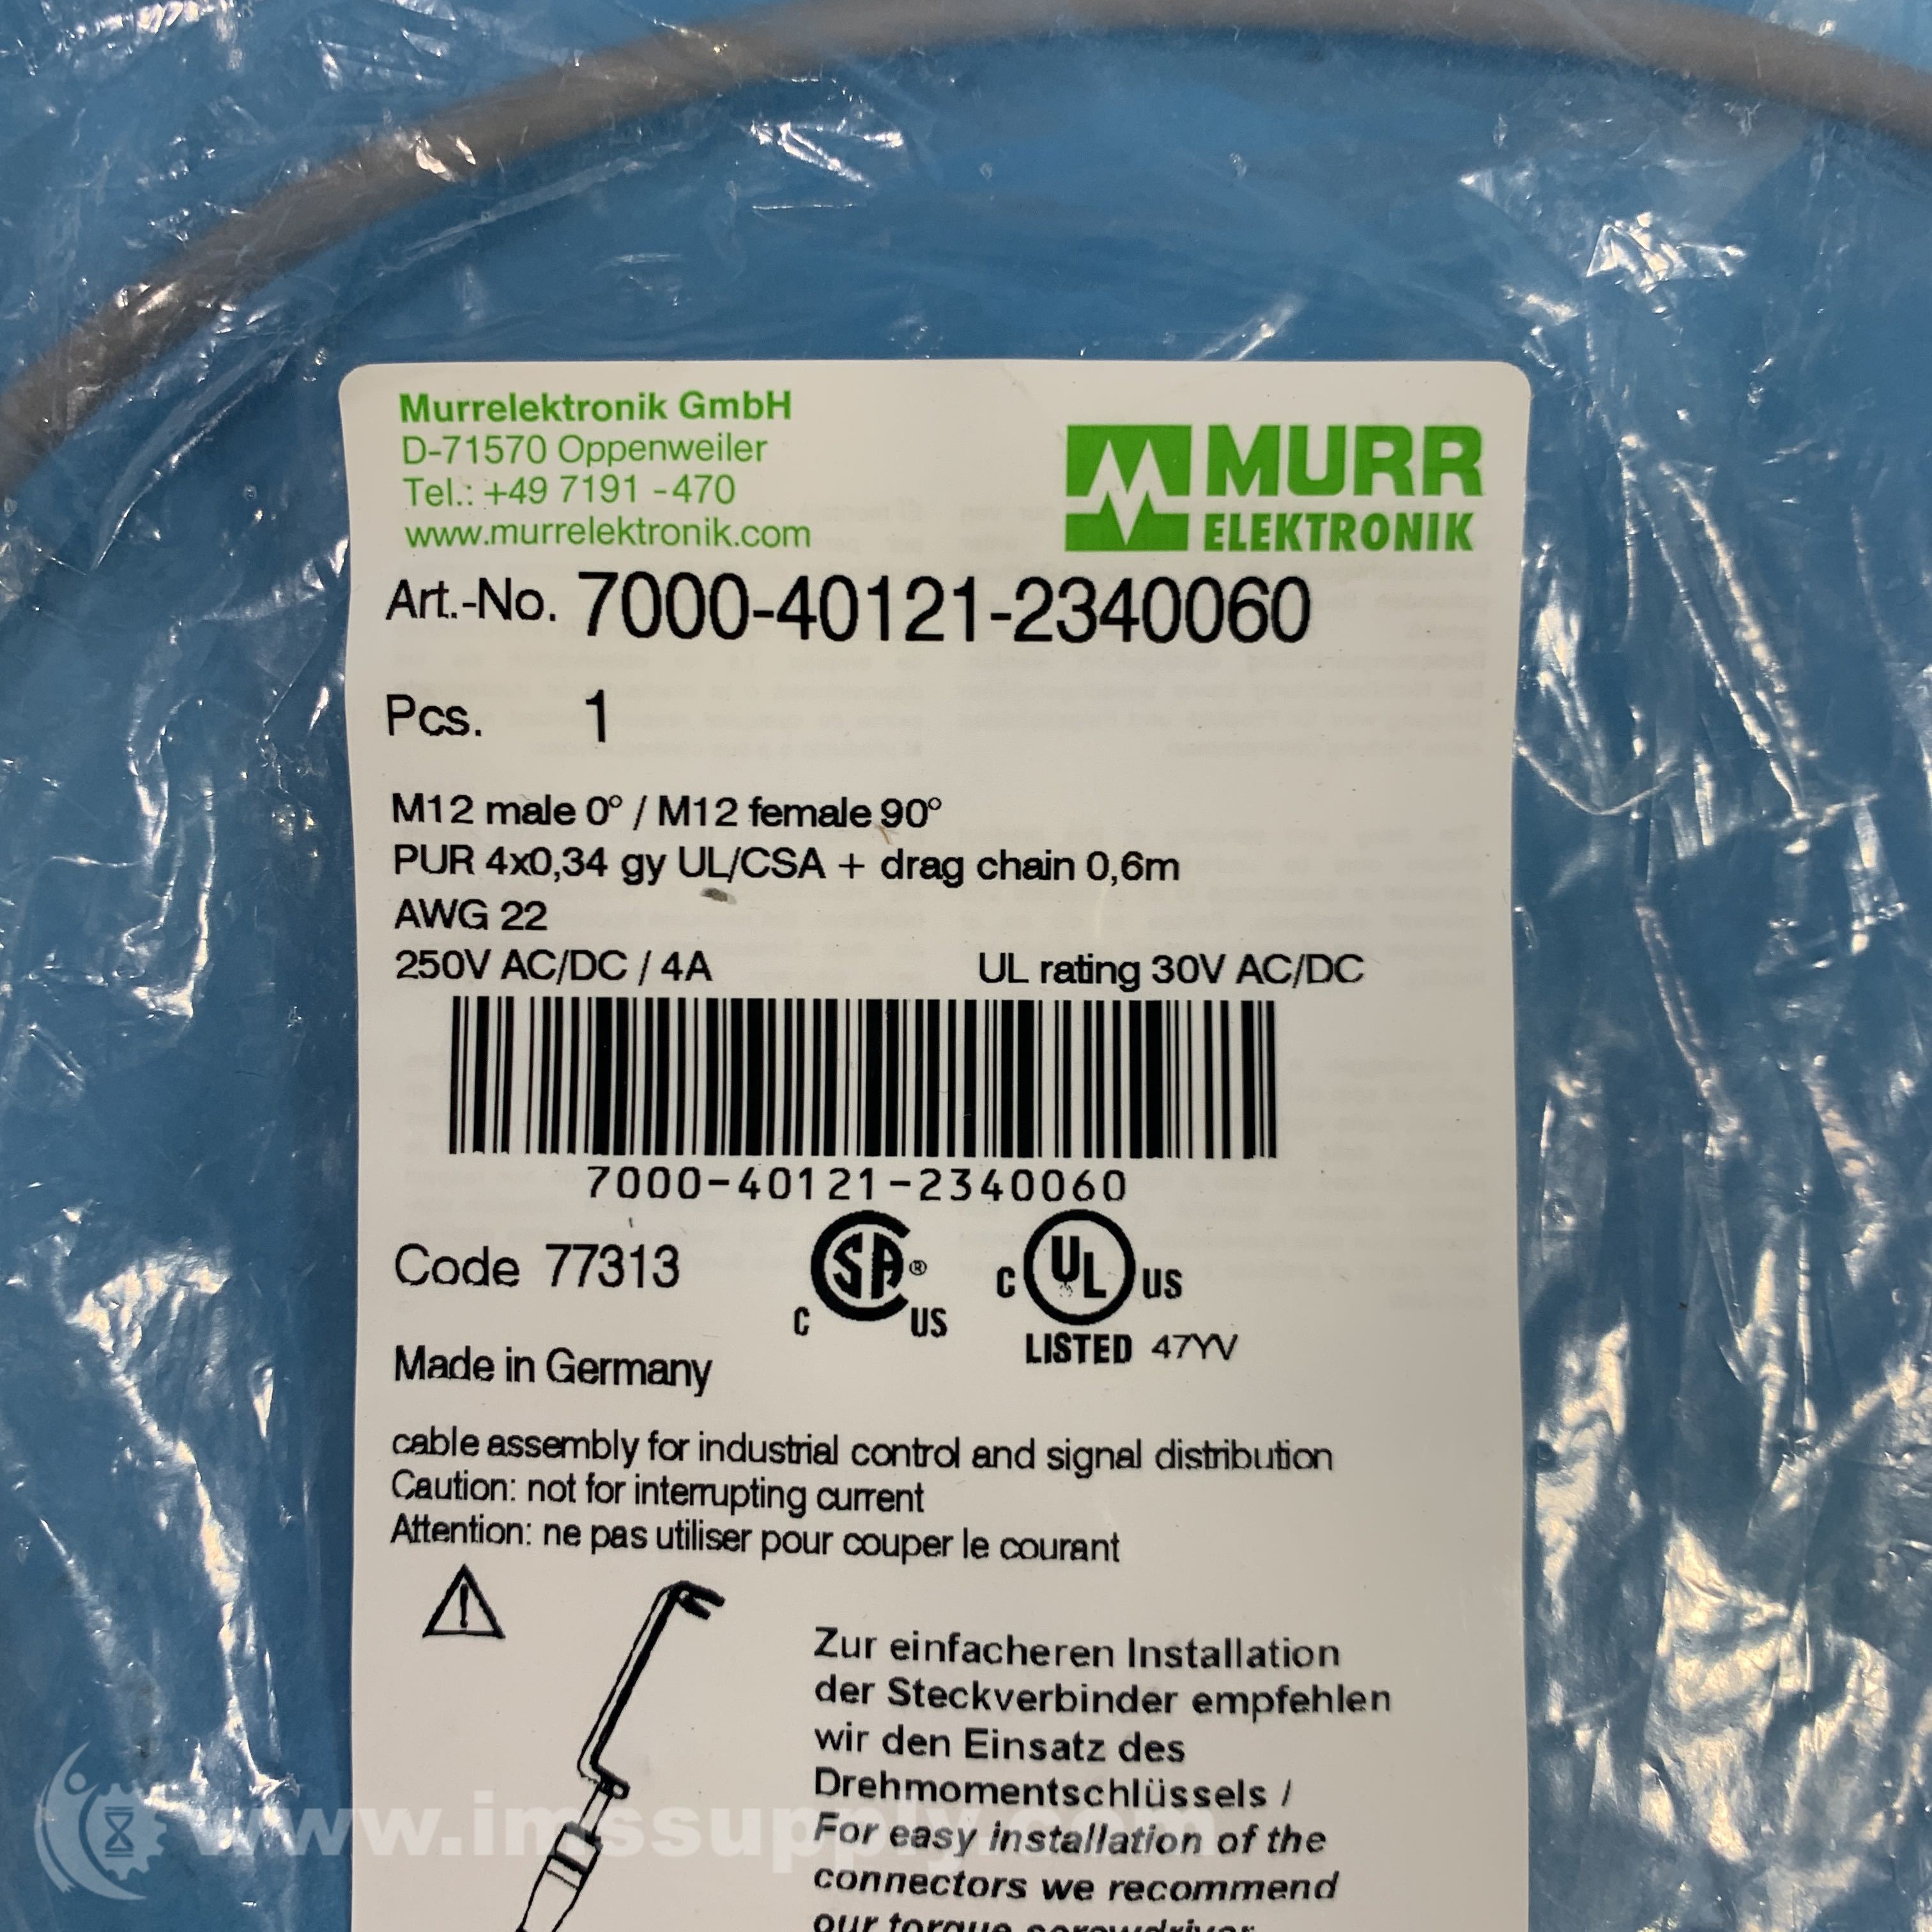 Murrelektronik GmbH
D-71570 Oppenweiler
Tel.: +49 7191 -470
www.murrelektronik.com
MURR
ELEKTRONIK
Art.-No. 7000-40121-2340060
Pcs. 1
M12 male 0° / M12 female 90°
PUR 4x0,34 gy UL/CSA + drag chain 0,6m
AWG 22
250V AC/DC / 4A UL rating 30V AC/DC
7000-40121-2340060
Code 77313
C SA® US
C UL US
LISTED 47YV
Made in Germany
cable assembly for industrial control and signal distribution
Caution: not for interrupting current
Attention: ne pas utiliser pour couper le courant
Zur einfacheren Installation
der Steckverbinder empfehlen
wir den Einsatz des
Drehmomentschlüssels /
For easy installation of the
connectors we recommend
our torque screwdriver
www.imssupply.com